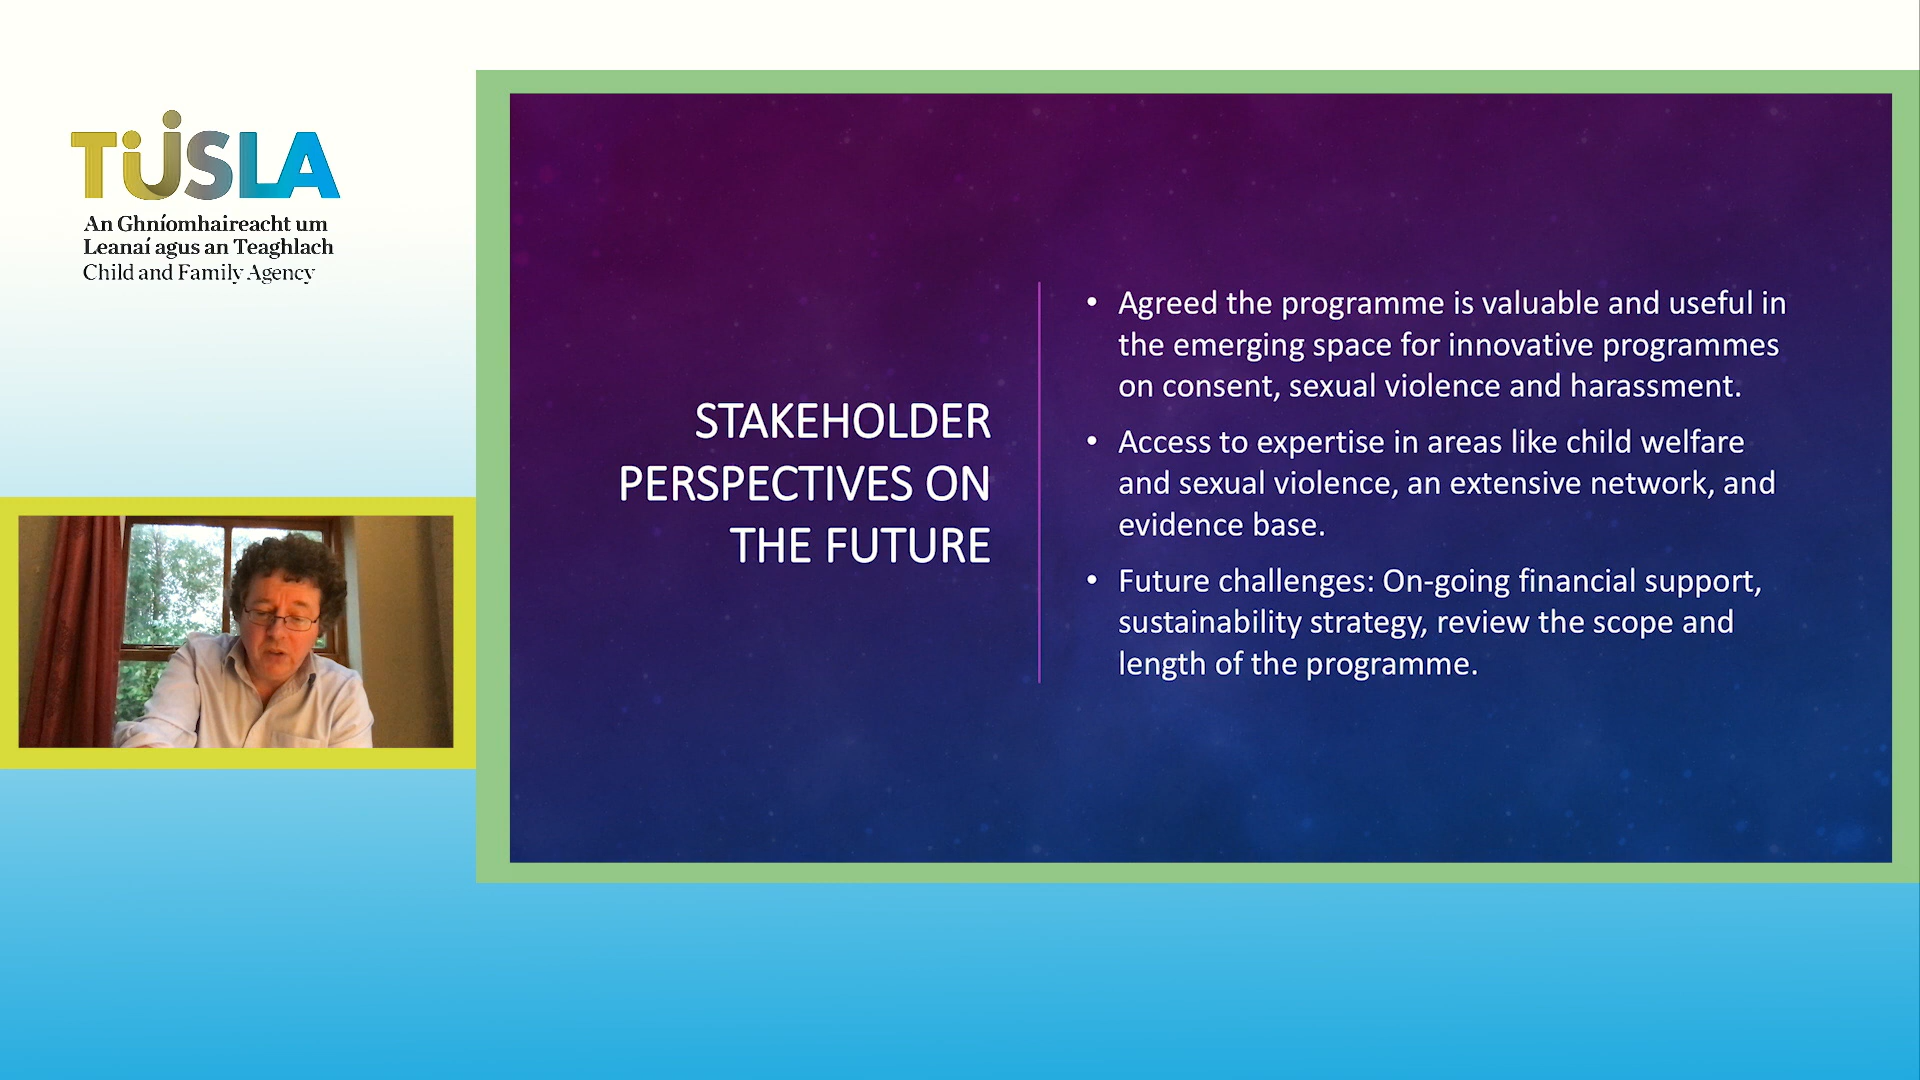 TUSLA
An Ghníomhaireacht um
Leanaí agus an Teaghlach
Child and Family Agency
STAKEHOLDER
PERSPECTIVES ON
THE FUTURE
• Agreed the programme is valuable and useful in
the emerging space for innovative programmes
on consent, sexual violence and harassment.
• Access to expertise in areas like child welfare
and sexual violence, an extensive network, and
evidence base.
• Future challenges: On-going financial support,
sustainability strategy, review the scope and
length of the programme.